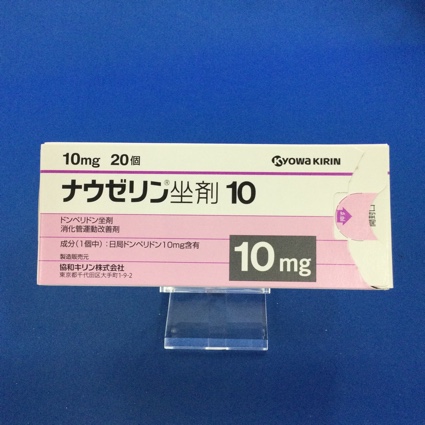 10mg 20個
KYOWA KIRIN
ナウゼリン®坐剤 10
ドンペリドン坐剤
消化管運動改善剤
成分(1個中):日局ドンペリドン10mg含有
10 mg
製造販売元
協和キリン株式会社
東京都千代田区大手町1-9-2
開封口